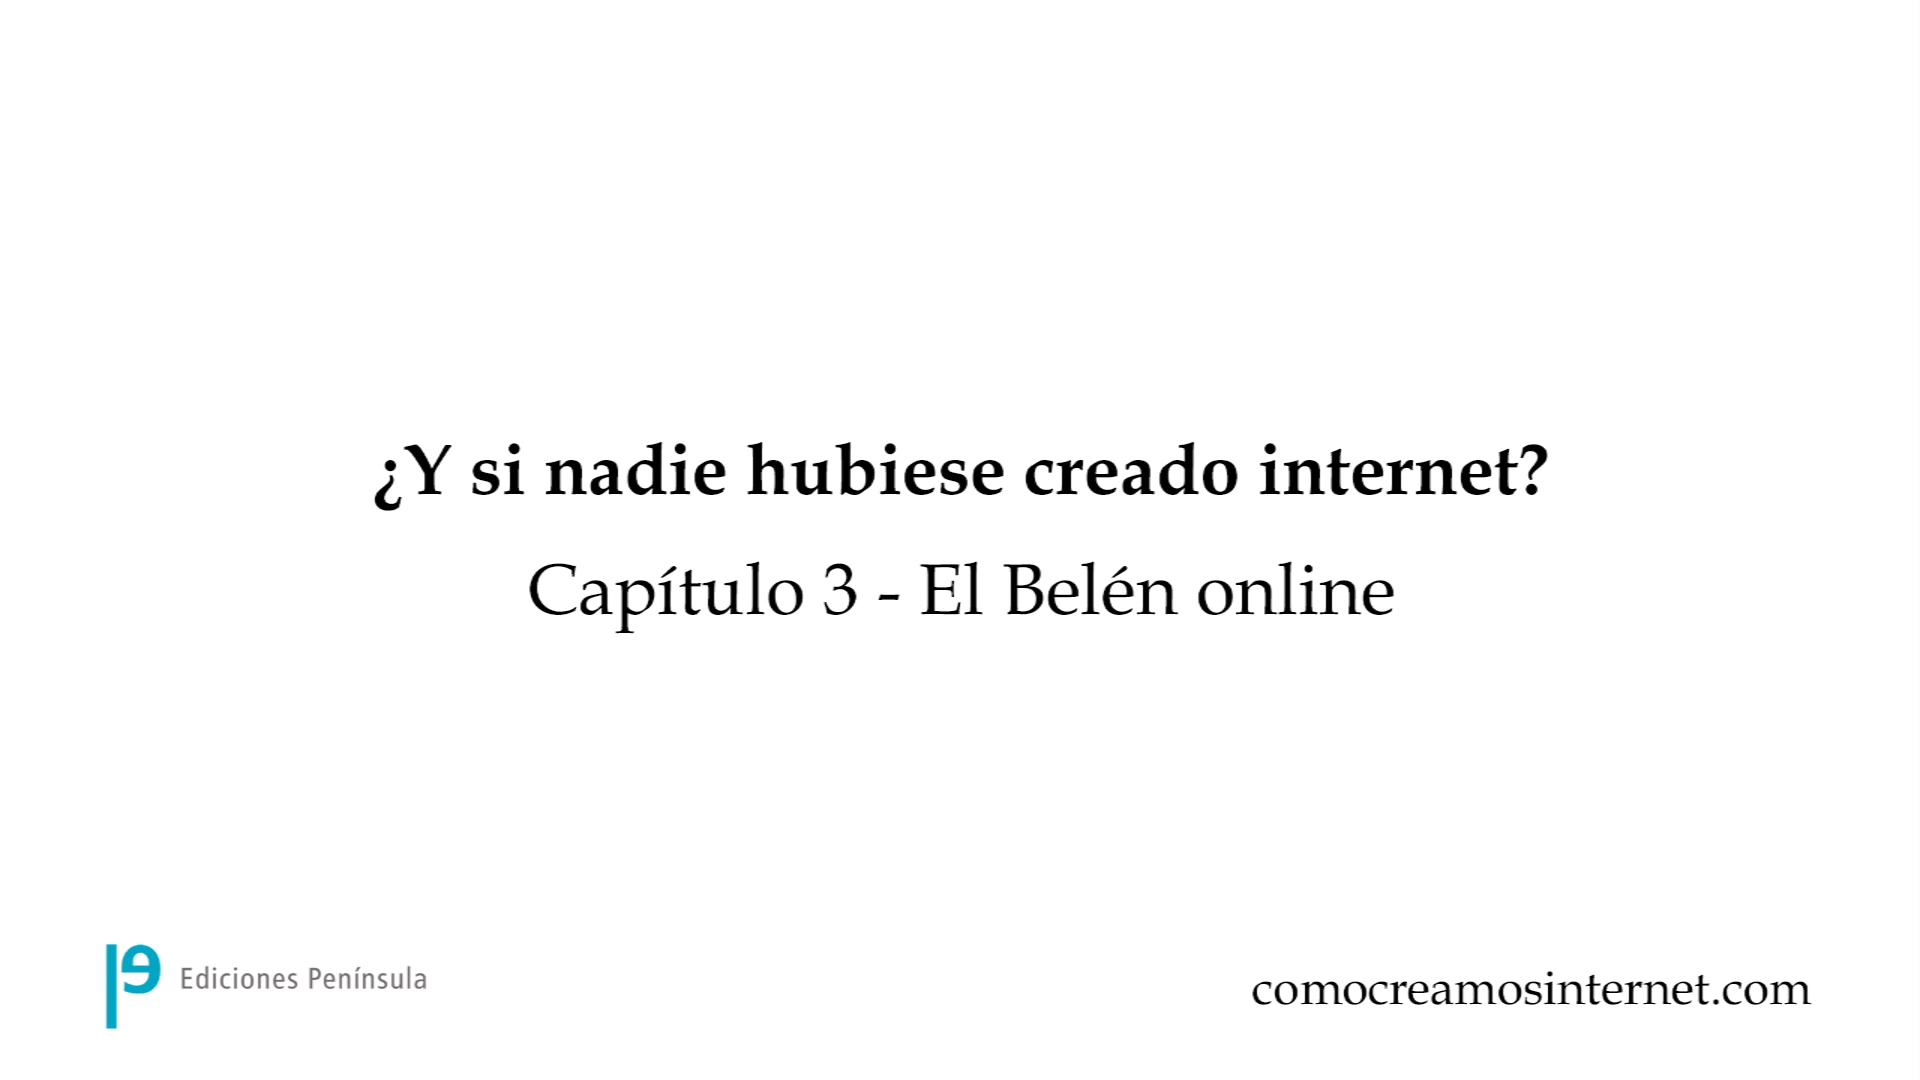 ¿Y si nadie hubiese creado internet?
Capítulo 3 - El Belén online
Ediciones Península
comocreamosinternet.com